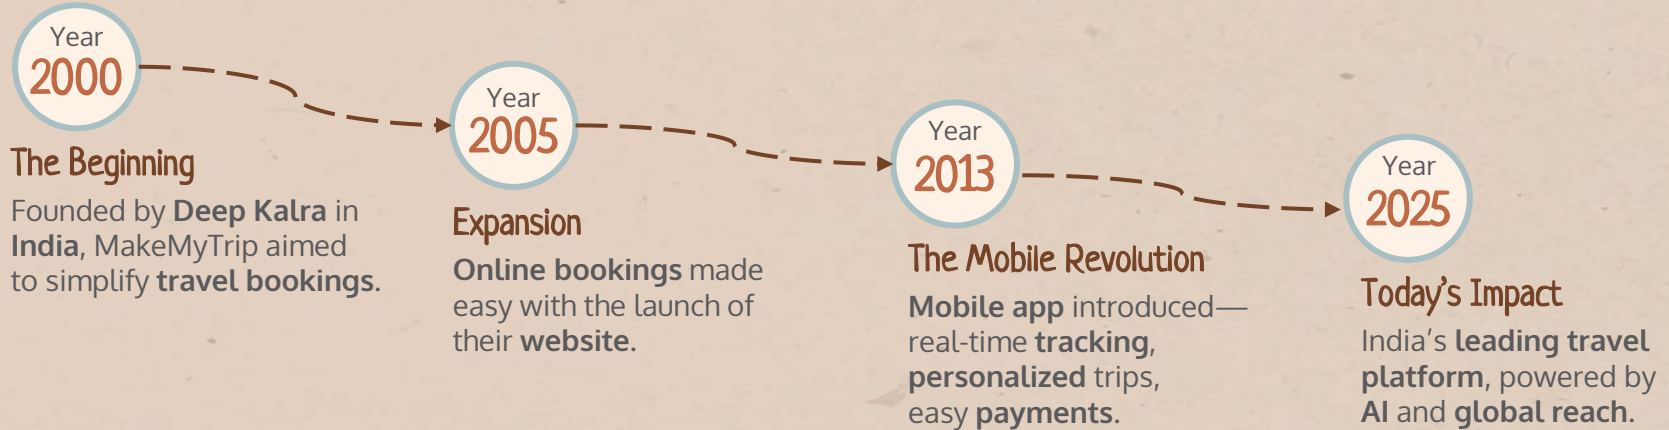 Year
2000
The Beginning
Founded by Deep Kalra in
India, MakeMyTrip aimed
to simplify travel bookings.
Year
2005
Expansion
Online bookings made
easy with the launch of
their website.
Year
2013
The Mobile Revolution
Mobile app introduced—
real-time tracking,
personalized trips,
easy payments.
Year
2025
Today's Impact
India's leading travel
platform, powered by
AI and global reach.